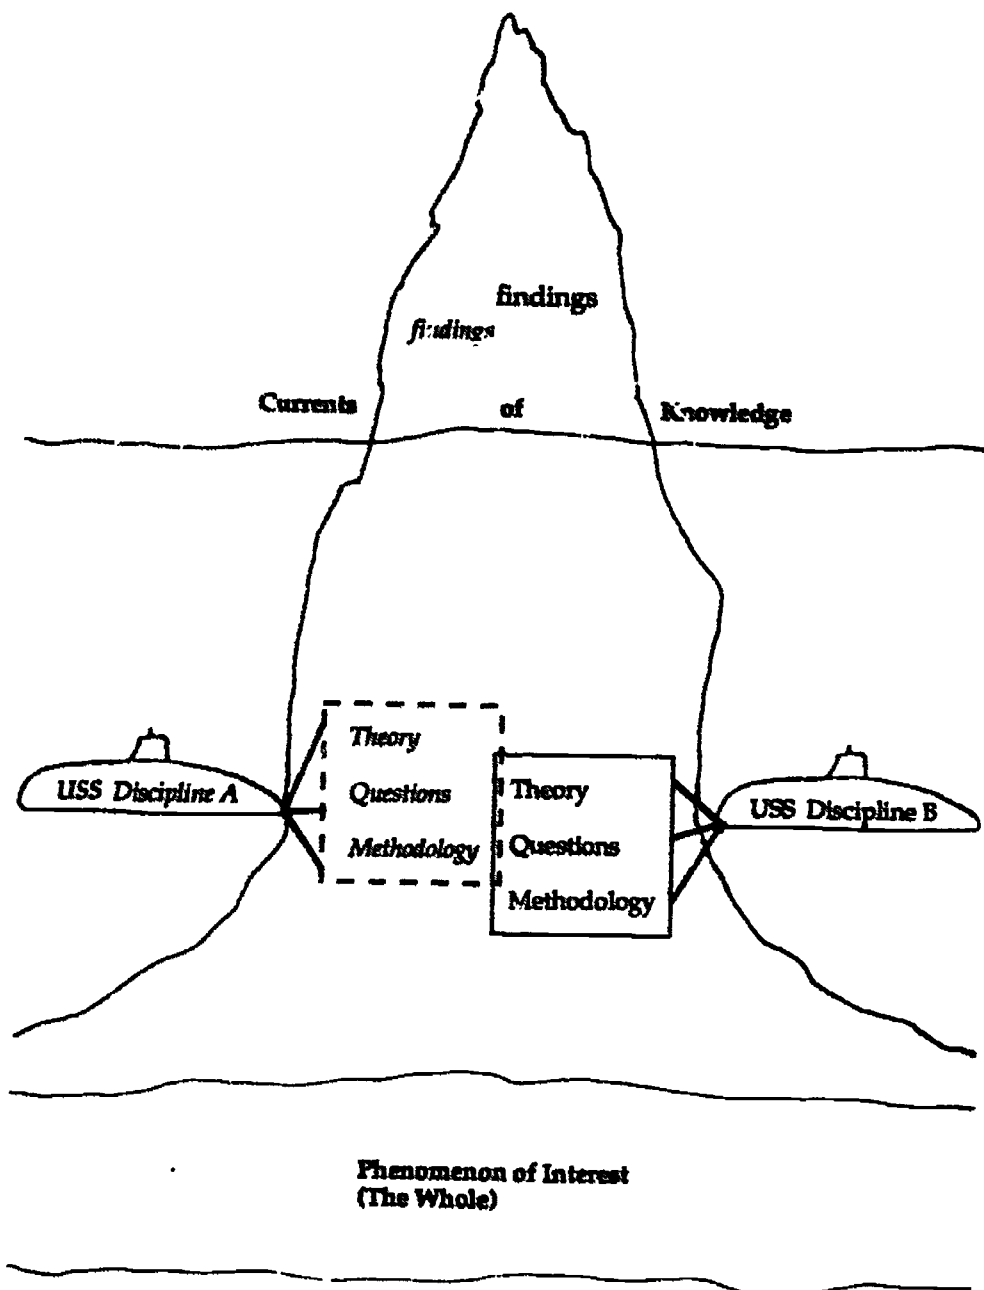 findings
findings
Currents of Knowledge
Theory
USS Discipline A
Questions
Methodology
Theory
Questions
Methodology
USS Discipline B
Phenomenon of Interest
(The Whole)